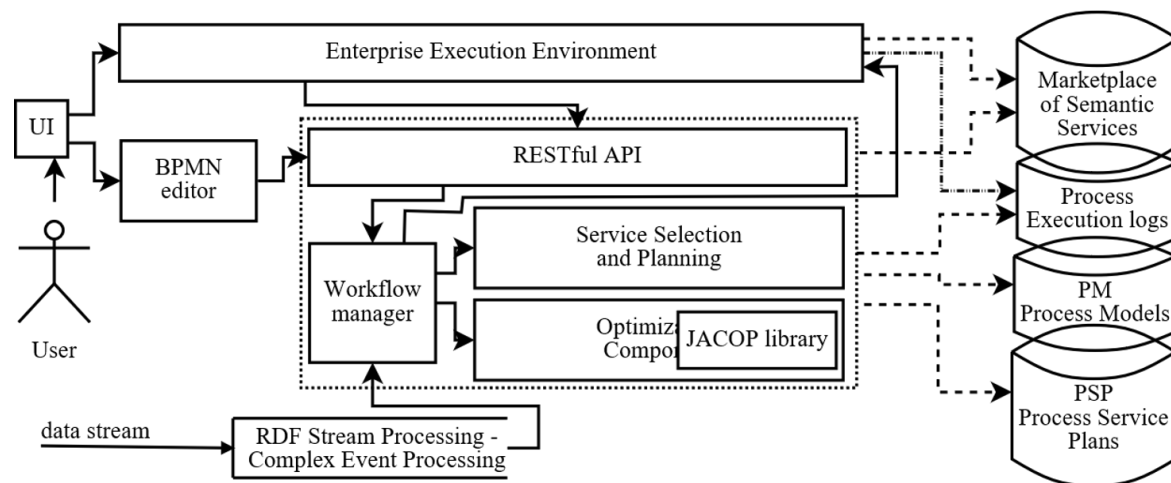 Enterprise Execution Environment
Marketplace
of Semantic
Services
UI
BPMN
editor
RESTful API
Process
Execution logs
Service Selection
and Planning
Workflow
manager
PM
Process Models
User
Optimiza
Compor
JACOP library
PSP
Process Service
Plans
data stream
RDF Stream Processing -
Complex Event Processing